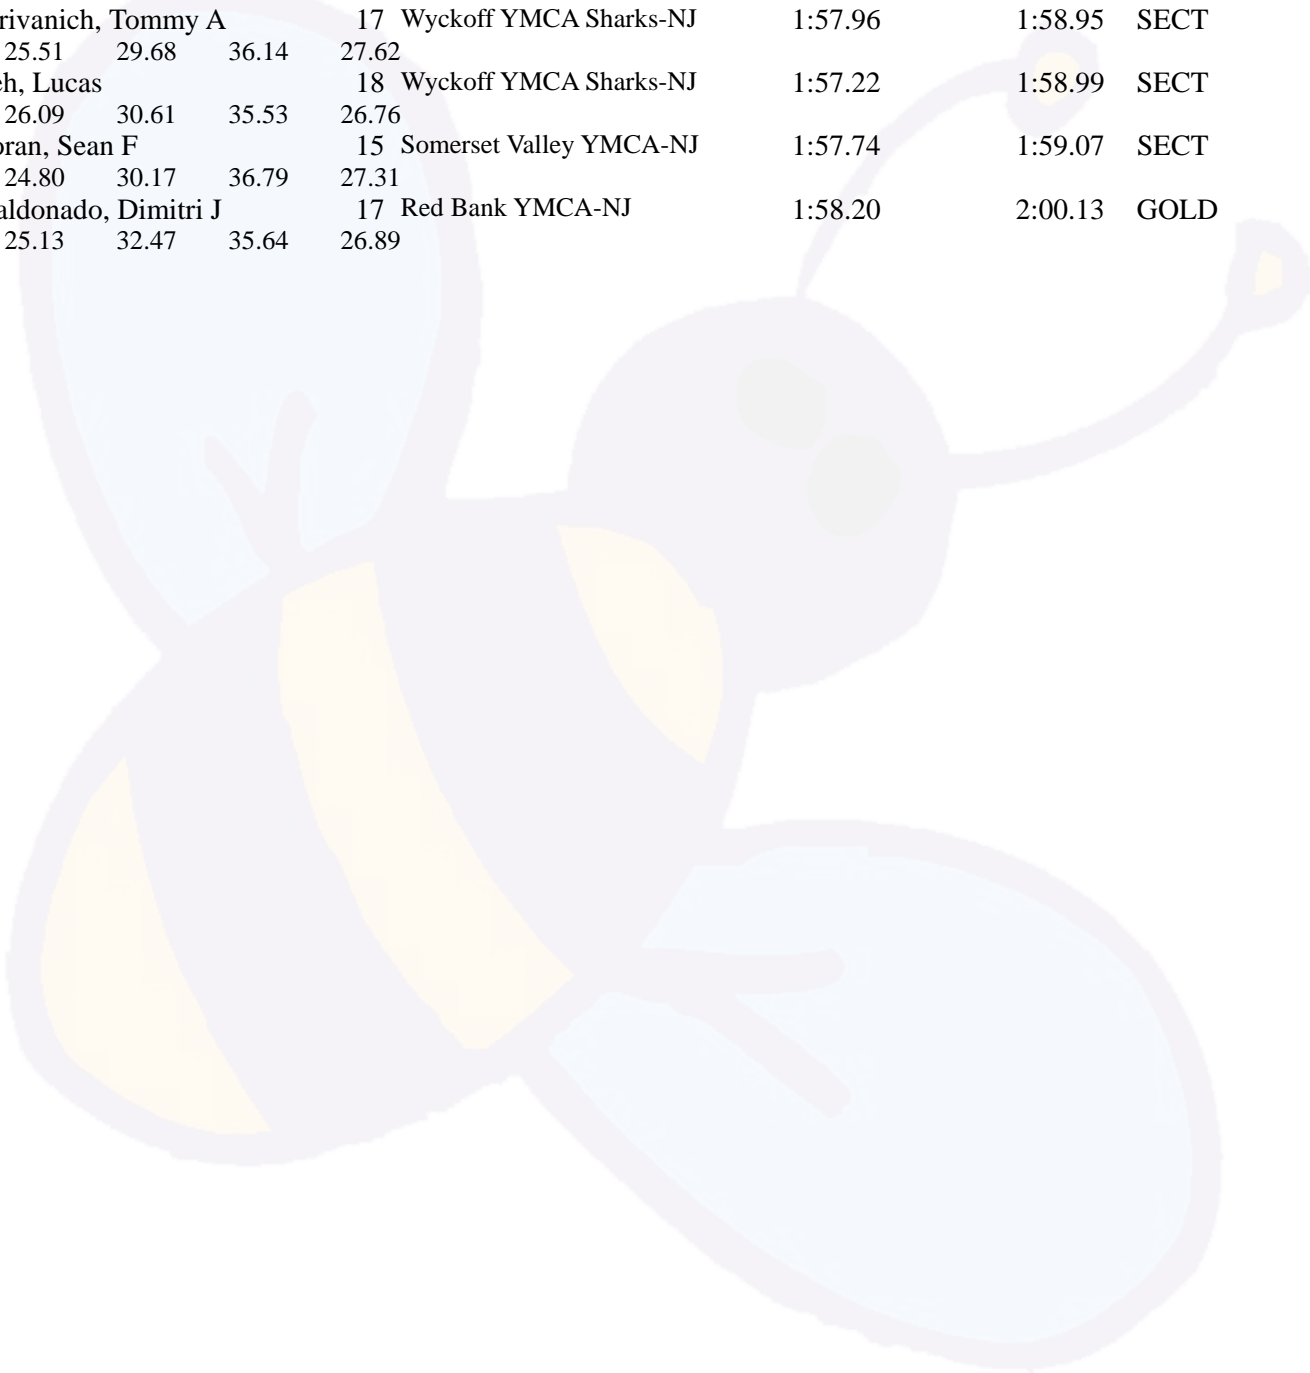 rivanich, Tommy A 17 Wyckoff YMCA Sharks-NJ 1:57.96 1:58.95 SECT
25.51 29.68 36.14 27.62
eh, Lucas 18 Wyckoff YMCA Sharks-NJ 1:57.22 1:58.99 SECT
26.09 30.61 35.53 26.76
oran, Sean F 15 Somerset Valley YMCA-NJ 1:57.74 1:59.07 SECT
24.80 30.17 36.79 27.31
aldonado, Dimitri J 17 Red Bank YMCA-NJ 1:58.20 2:00.13 GOLD
25.13 32.47 35.64 26.89